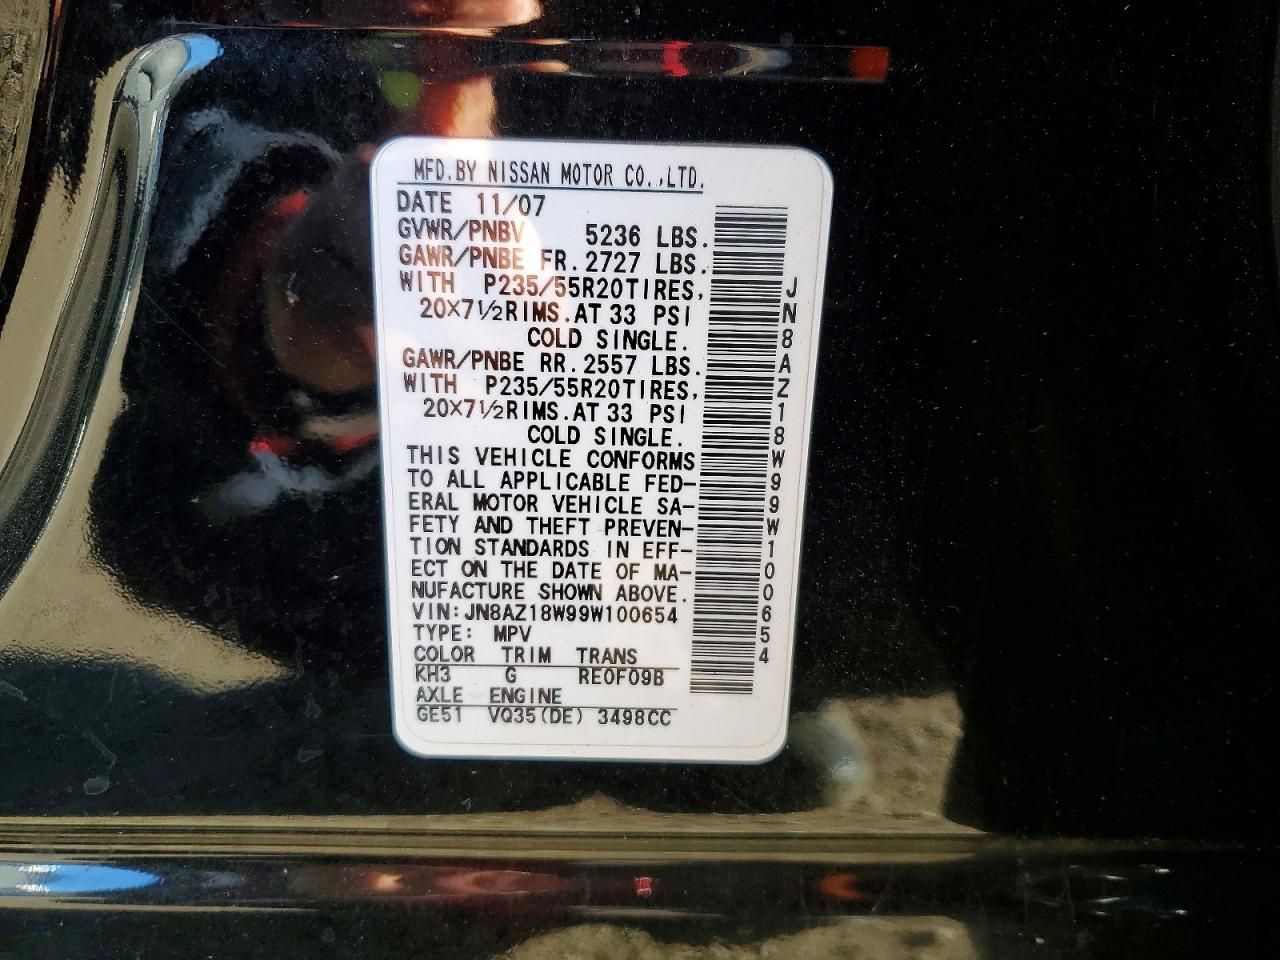 MFD.BY NISSAN MOTOR CO.,LTD.
DATE 11/07
GVWR/PNBV 5236 LBS.
GAWR/PNBE FR.2727 LBS.
WITH P235/55R20TIRES,
20×7½RIMS.AT 33 PSI
COLD SINGLE.
GAWR/PNBE RR.2557 LBS.
WITH P235/55R20TIRES,
20×7½RIMS.AT 33 PSI
COLD SINGLE.
THIS VEHICLE CONFORMS
TO ALL APPLICABLE FED-
ERAL MOTOR VEHICLE SA-
FETY AND THEFT PREVEN-
TION STANDARDS IN EFF-
ECT ON THE DATE OF MA-
NUFACTURE SHOWN ABOVE.
VIN:JN8AZ18W99W100654
TYPE: MPV
COLOR TRIM TRANS
KH3 G RE0F09B
AXLE ENGINE
GE51 VQ35(DE) 3498CC
JN8AZ18W99W100654